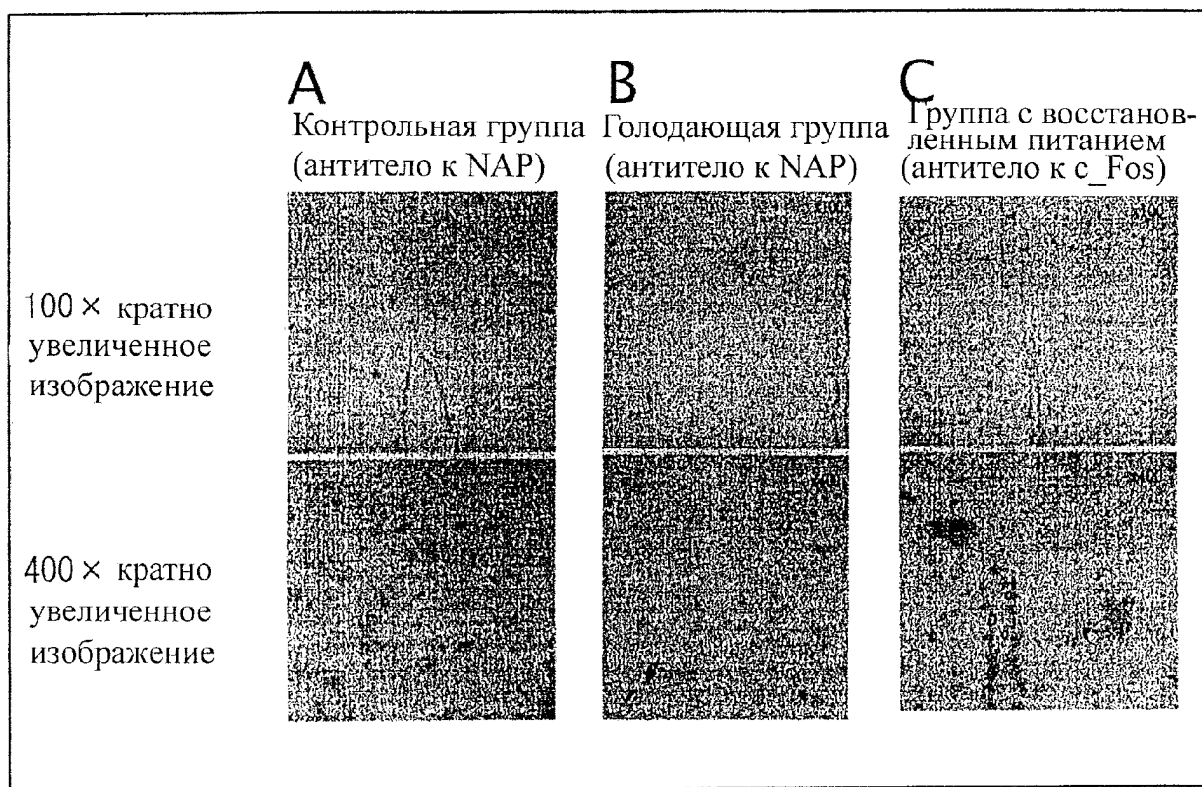 A
Контрольная группа
(антитело к NAP)
B
Голодающая группа
(антитело к NAP)
C
Группа с восстанов-
ленным питанием
(антитело к c_Fos)
100 × кратно
увеличенное
изображение
400 × кратно
увеличенное
изображение